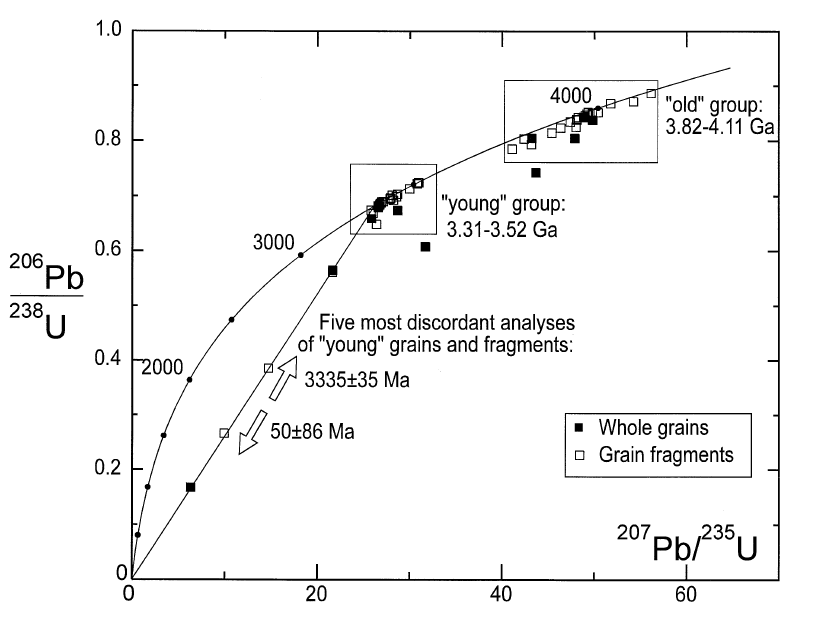 1.0
0.8
0.6
0.4
0.2
0
0
20
40
60
206Pb
238U
207Pb/235U
2000
3000
4000
"old" group:
3.82-4.11 Ga
"young" group:
3.31-3.52 Ga
Five most discordant analyses
of "young" grains and fragments:
3335±35 Ma
50±86 Ma
Whole grains
Grain fragments